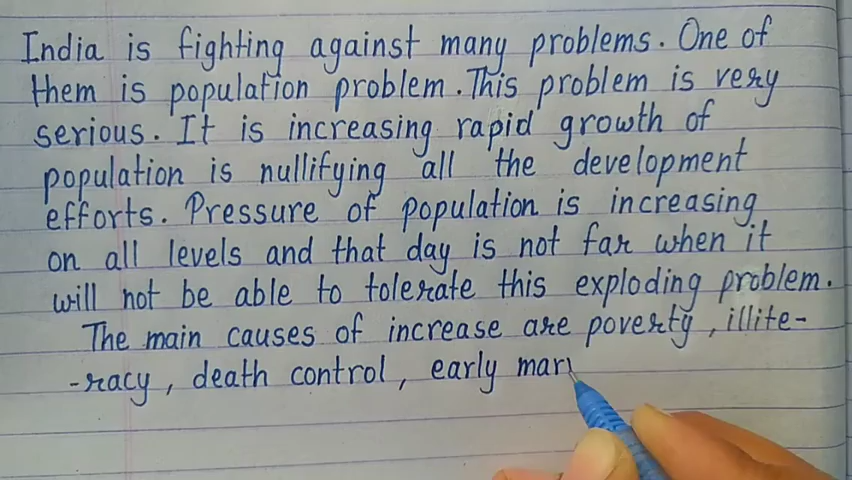 India is fighting against many problems. One of
them is population problem. This problem is very
serious. It is increasing rapid growth of
population is nullifying all the development
efforts. Pressure of population is increasing
on all levels and that day is not far when it
will not be able to tolerate this exploding problem.
The main causes of increase are poverty, illite-
-racy, death control, early marr